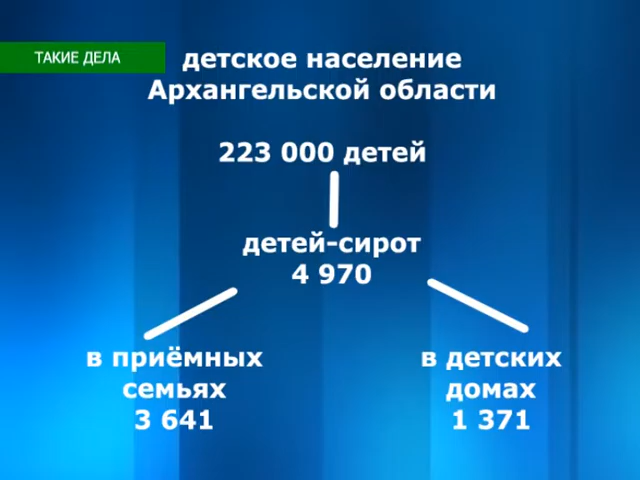 ТАКИЕ ДЕЛА
детское население
Архангельской области
223 000 детей
детей-сирот
4 970
в приёмных
семьях
3 641
в детских
домах
1 371